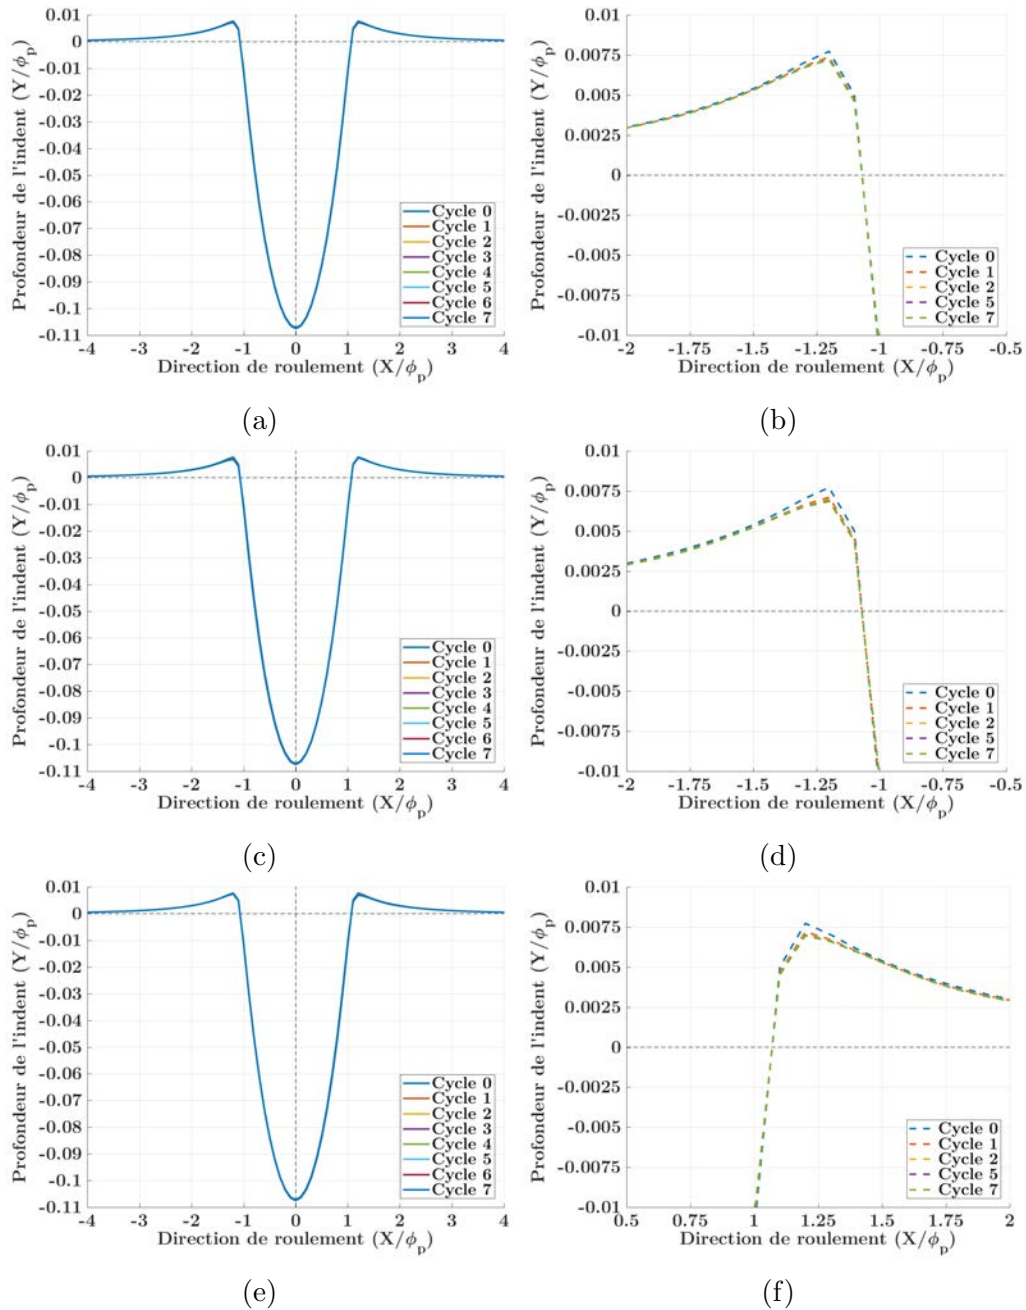 0.01
0
-0.01
-0.02
-0.03
-0.04
-0.05
-0.06
-0.07
-0.08
-0.09
-0.1
-0.11
Profondeur de l'indent (Y/ϕp)
Cycle 0
Cycle 1
Cycle 2
Cycle 3
Cycle 4
Cycle 5
Cycle 6
Cycle 7
-4 -3 -2 -1 0 1 2 3 4
Direction de roulement (X/ϕp)
(a)
0.01
0.0075
0.005
0.0025
0
-0.0025
-0.005
-0.0075
-0.01
Profondeur de l'indent (Y/ϕp)
Cycle 0
Cycle 1
Cycle 2
Cycle 5
Cycle 7
-2 -1.75 -1.5 -1.25 -1 -0.75 -0.5
Direction de roulement (X/ϕp)
(b)
0.01
0
-0.01
-0.02
-0.03
-0.04
-0.05
-0.06
-0.07
-0.08
-0.09
-0.1
-0.11
Profondeur de l'indent (Y/ϕp)
Cycle 0
Cycle 1
Cycle 2
Cycle 3
Cycle 4
Cycle 5
Cycle 6
Cycle 7
-4 -3 -2 -1 0 1 2 3 4
Direction de roulement (X/ϕp)
(c)
0.01
0.0075
0.005
0.0025
0
-0.0025
-0.005
-0.0075
-0.01
Profondeur de l'indent (Y/ϕp)
Cycle 0
Cycle 1
Cycle 2
Cycle 5
Cycle 7
-2 -1.75 -1.5 -1.25 -1 -0.75 -0.5
Direction de roulement (X/ϕp)
(d)
0.01
0
-0.01
-0.02
-0.03
-0.04
-0.05
-0.06
-0.07
-0.08
-0.09
-0.1
-0.11
Profondeur de l'indent (Y/ϕp)
Cycle 0
Cycle 1
Cycle 2
Cycle 3
Cycle 4
Cycle 5
Cycle 6
Cycle 7
-4 -3 -2 -1 0 1 2 3 4
Direction de roulement (X/ϕp)
(e)
0.01
0.0075
0.005
0.0025
0
-0.0025
-0.005
-0.0075
-0.01
Profondeur de l'indent (Y/ϕp)
Cycle 0
Cycle 1
Cycle 2
Cycle 5
Cycle 7
0.5 0.75 1 1.25 1.5 1.75 2
Direction de roulement (X/ϕp)
(f)